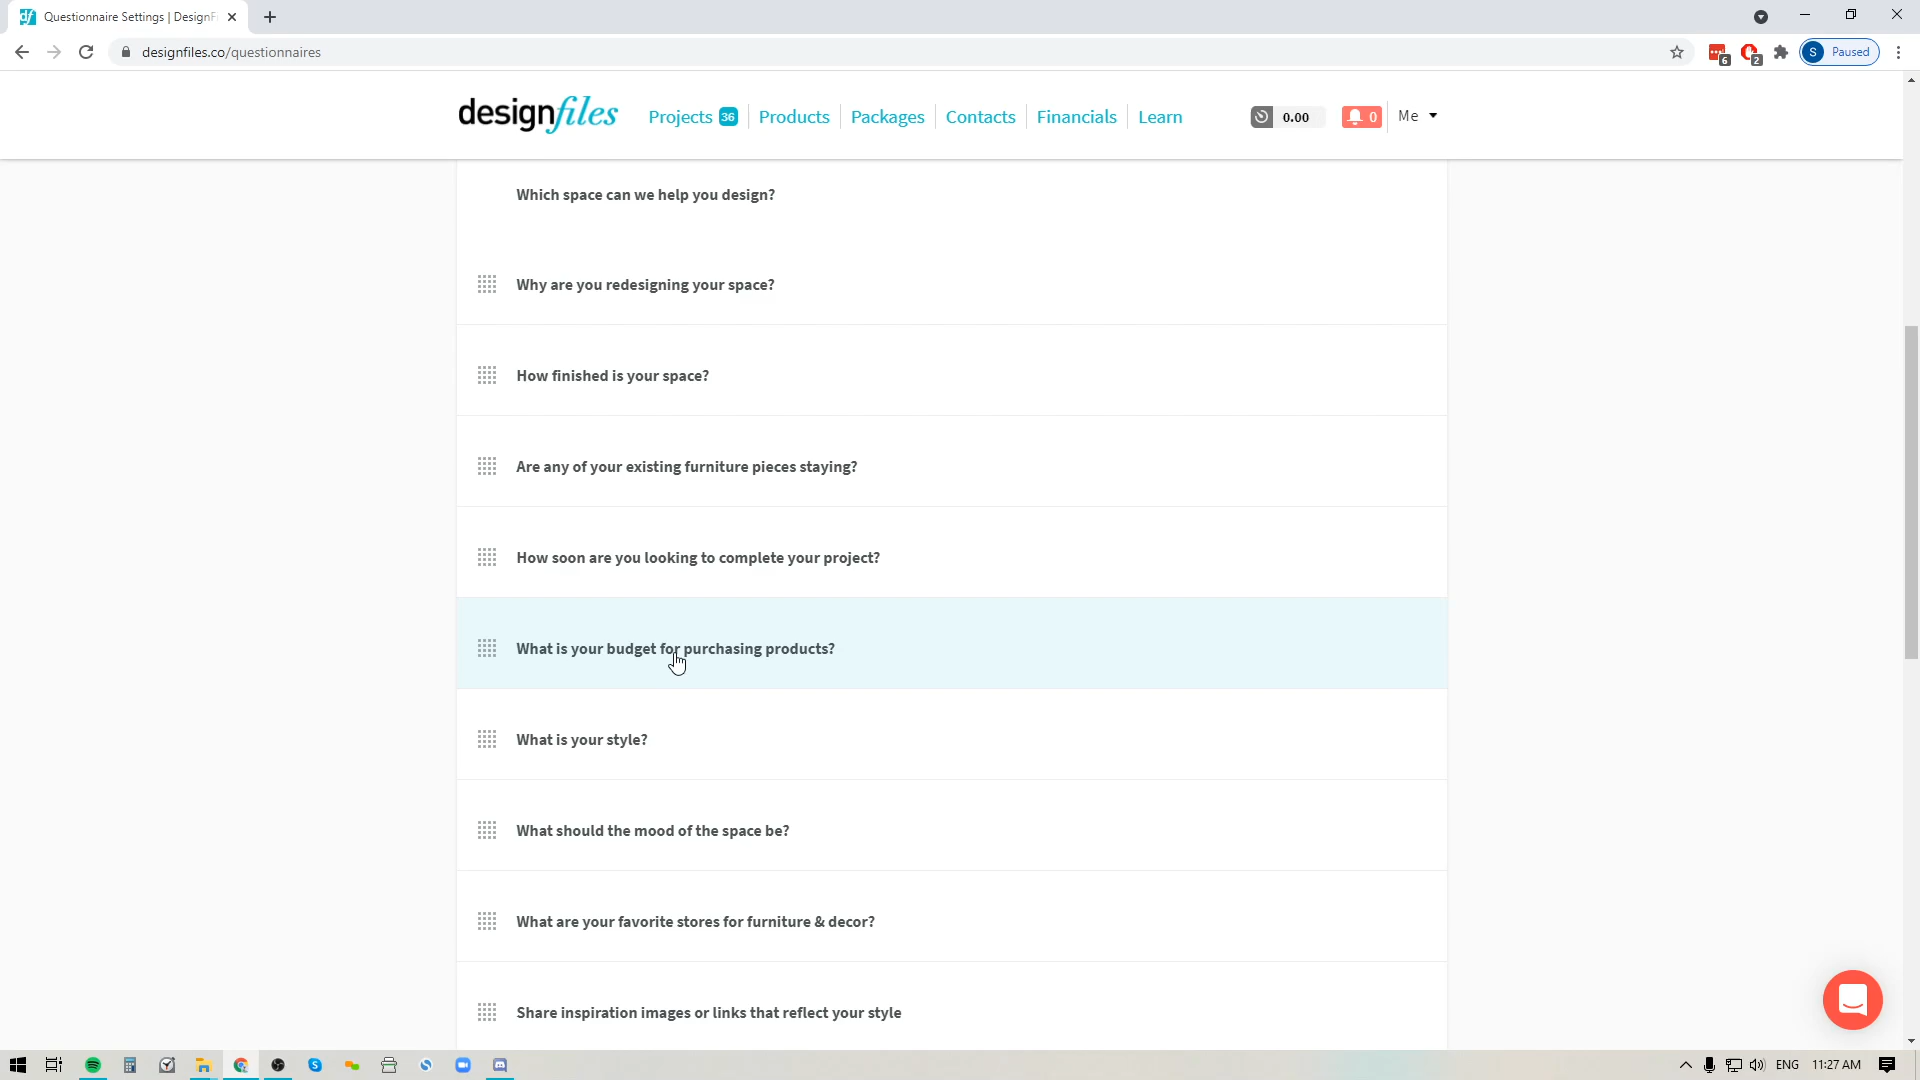 Questionnaire Settings | DesignF
designfiles.co/questionnaires
6
2
S
Paused
designfiles
Projects 36
Products
Packages
Contacts
Financials
Learn
0.00
0
Me
Which space can we help you design?
Why are you redesigning your space?
How finished is your space?
Are any of your existing furniture pieces staying?
How soon are you looking to complete your project?
What is your budget for purchasing products?
What is your style?
What should the mood of the space be?
What are your favorite stores for furniture & decor?
Share inspiration images or links that reflect your style
ENG
11:27 AM